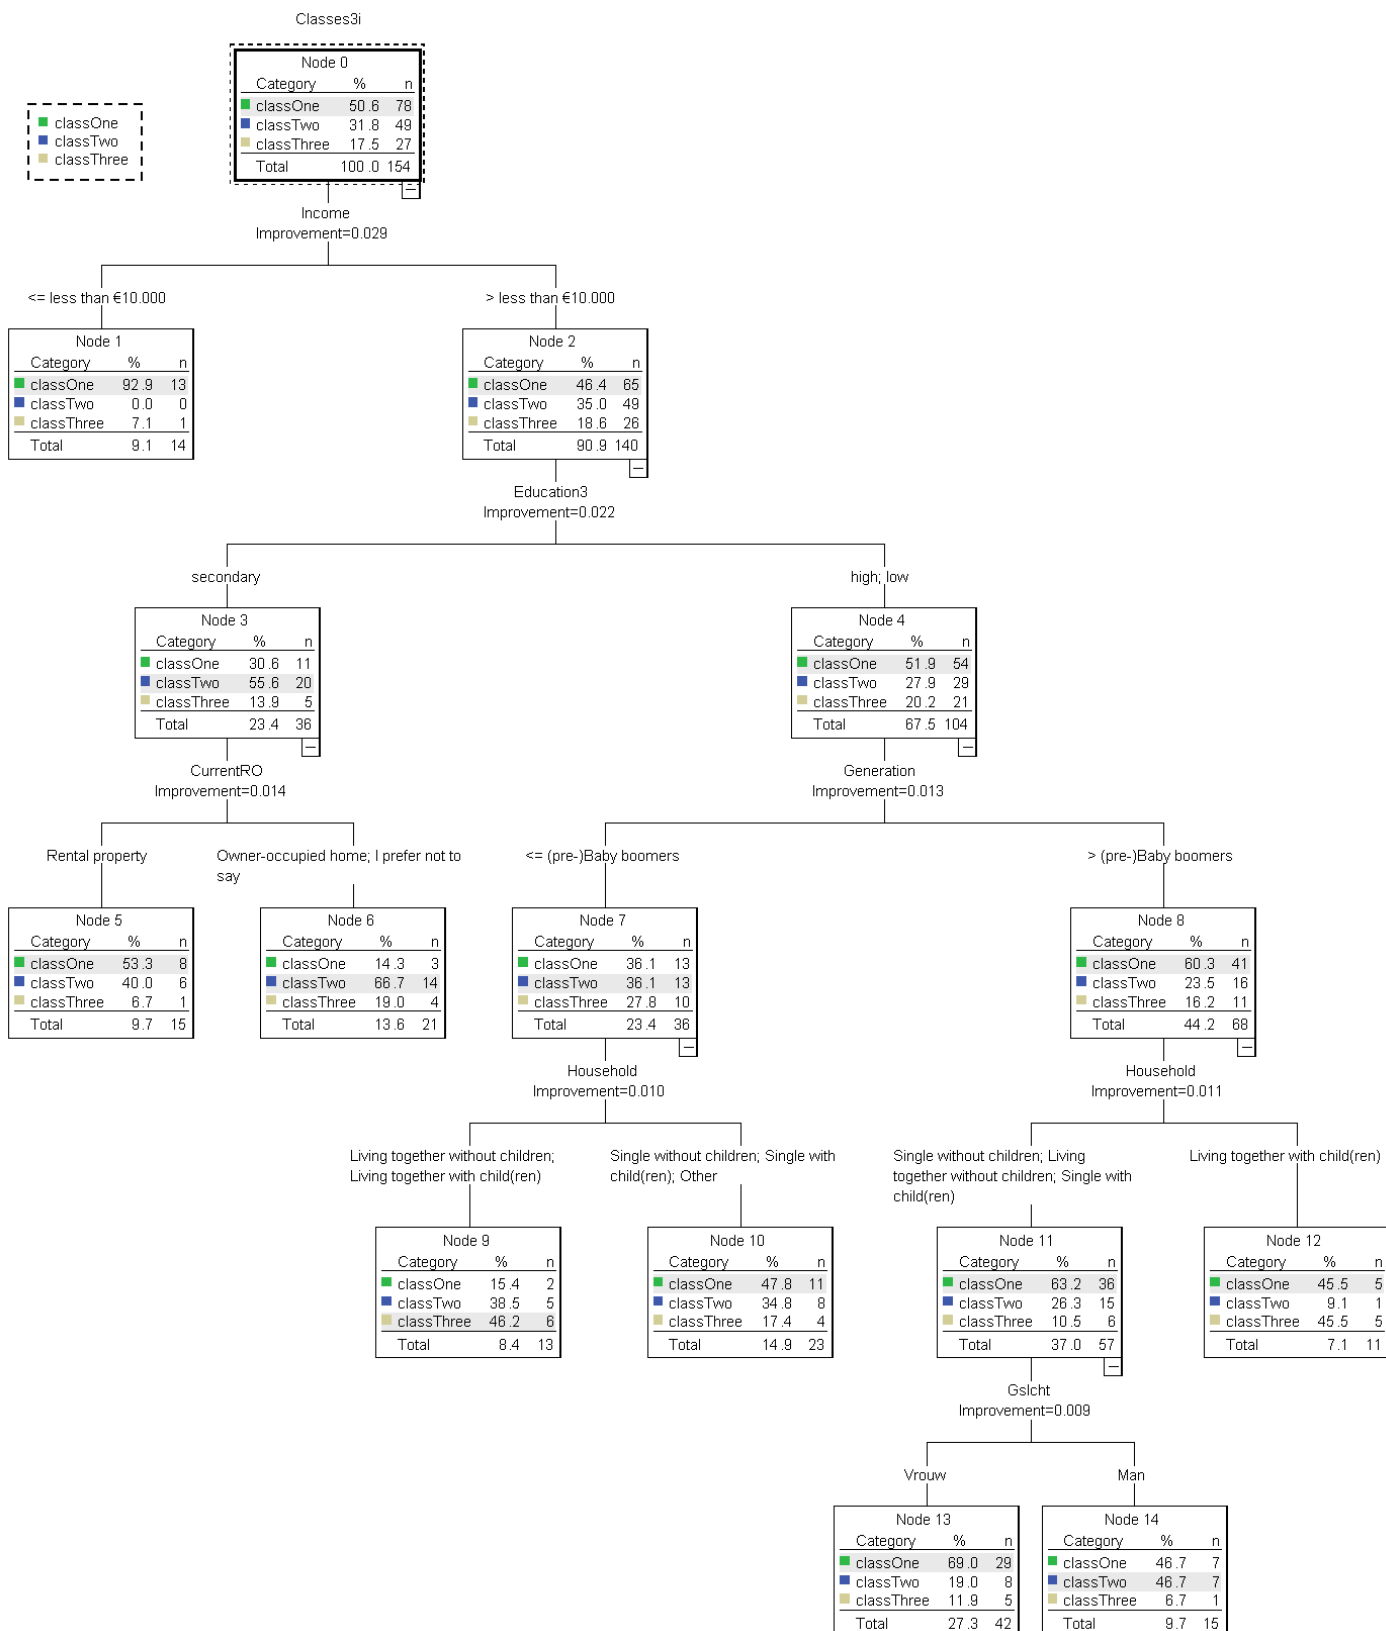 Classes3i
classOne
classTwo
classThree
Node 0
Category % n
classOne 50.6 78
classTwo 31.8 49
classThree 17.5 27
Total 100.0 154
Income
Improvement=0.029
<= less than €10.000
> less than €10.000
Node 1
Category % n
classOne 92.9 13
classTwo 0.0 0
classThree 7.1 1
Total 9.1 14
Node 2
Category % n
classOne 46.4 65
classTwo 35.0 49
classThree 18.6 26
Total 90.9 140
Education3
Improvement=0.022
secondary
high; low
Node 3
Category % n
classOne 30.6 11
classTwo 55.6 20
classThree 13.9 5
Total 23.4 36
Node 4
Category % n
classOne 51.9 54
classTwo 27.9 29
classThree 20.2 21
Total 67.5 104
CurrentRO
Improvement=0.014
Generation
Improvement=0.013
Rental property
Owner-occupied home; I prefer not to
say
<= (pre-)Baby boomers
> (pre-)Baby boomers
Node 5
Category % n
classOne 53.3 8
classTwo 40.0 6
classThree 6.7 1
Total 9.7 15
Node 6
Category % n
classOne 14.3 3
classTwo 66.7 14
classThree 19.0 4
Total 13.6 21
Node 7
Category % n
classOne 36.1 13
classTwo 36.1 13
classThree 27.8 10
Total 23.4 36
Node 8
Category % n
classOne 60.3 41
classTwo 23.5 16
classThree 16.2 11
Total 44.2 68
Household
Improvement=0.010
Household
Improvement=0.011
Living together without children;
Living together with child(ren)
Single without children; Single with
child(ren); Other
Single without children; Living
together without children; Single with
child(ren)
Living together with child(ren)
Node 9
Category % n
classOne 15.4 2
classTwo 38.5 5
classThree 46.2 6
Total 8.4 13
Node 10
Category % n
classOne 47.8 11
classTwo 34.8 8
classThree 17.4 4
Total 14.9 23
Node 11
Category % n
classOne 63.2 36
classTwo 26.3 15
classThree 10.5 6
Total 37.0 57
Node 12
Category % n
classOne 45.5 5
classTwo 9.1 1
classThree 45.5 5
Total 7.1 11
Gslcht
Improvement=0.009
Vrouw
Man
Node 13
Category % n
classOne 69.0 29
classTwo 19.0 8
classThree 11.9 5
Total 27.3 42
Node 14
Category % n
classOne 46.7 7
classTwo 46.7 7
classThree 6.7 1
Total 9.7 15